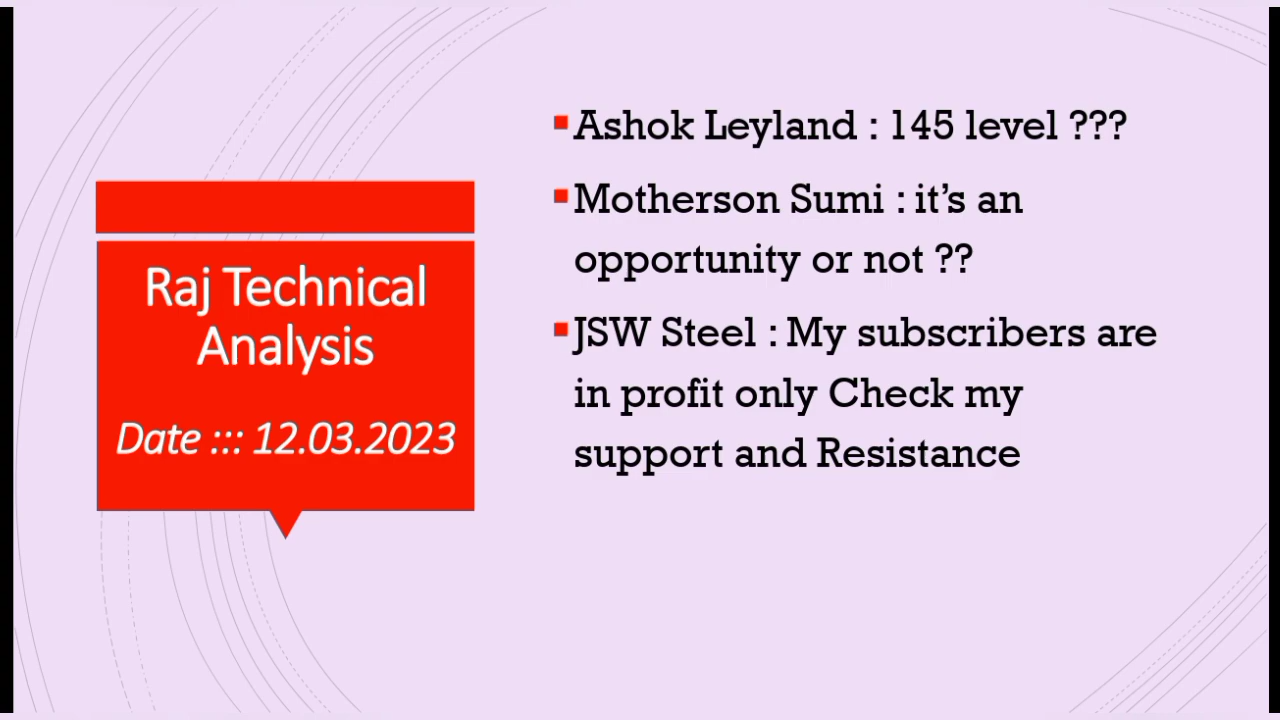 Raj Technical
Analysis
Date ::: 12.03.2023
Ashok Leyland : 145 level ???
Motherson Sumi : it’s an
opportunity or not ??
JSW Steel : My subscribers are
in profit only Check my
support and Resistance